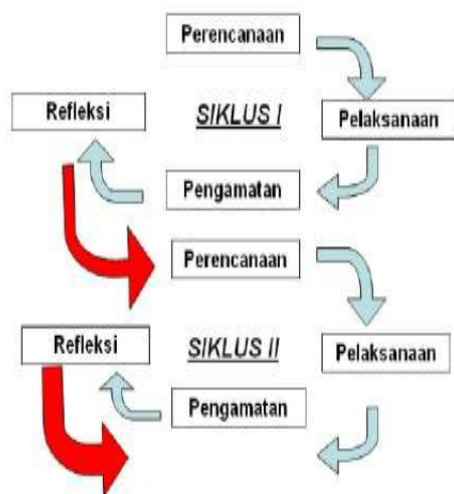 Perencanaan
Refleksi
SIKLUS I
Pelaksanaan
Pengamatan
Perencanaan
Refleksi
SIKLUS II
Pelaksanaan
Pengamatan